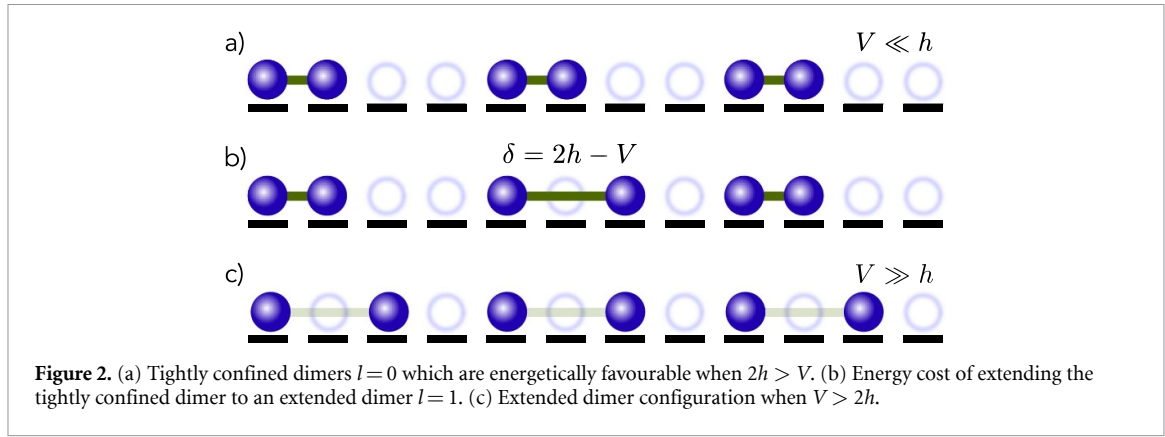 a) V ≪ h
b) δ = 2h − V
c) V ≫ h
Figure 2. (a) Tightly confined dimers l = 0 which are energetically favourable when 2h > V. (b) Energy cost of extending the
tightly confined dimer to an extended dimer l = 1. (c) Extended dimer configuration when V > 2h.